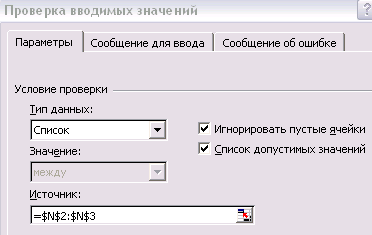 Проверка вводимых значений
?
Параметры
Сообщение для ввода
Сообщение об ошибке
Условие проверки
Тип данных:
Список
Игнорировать пустые ячейки
Значение:
Список допустимых значений
между
Источник:
=$N$2:$N$3